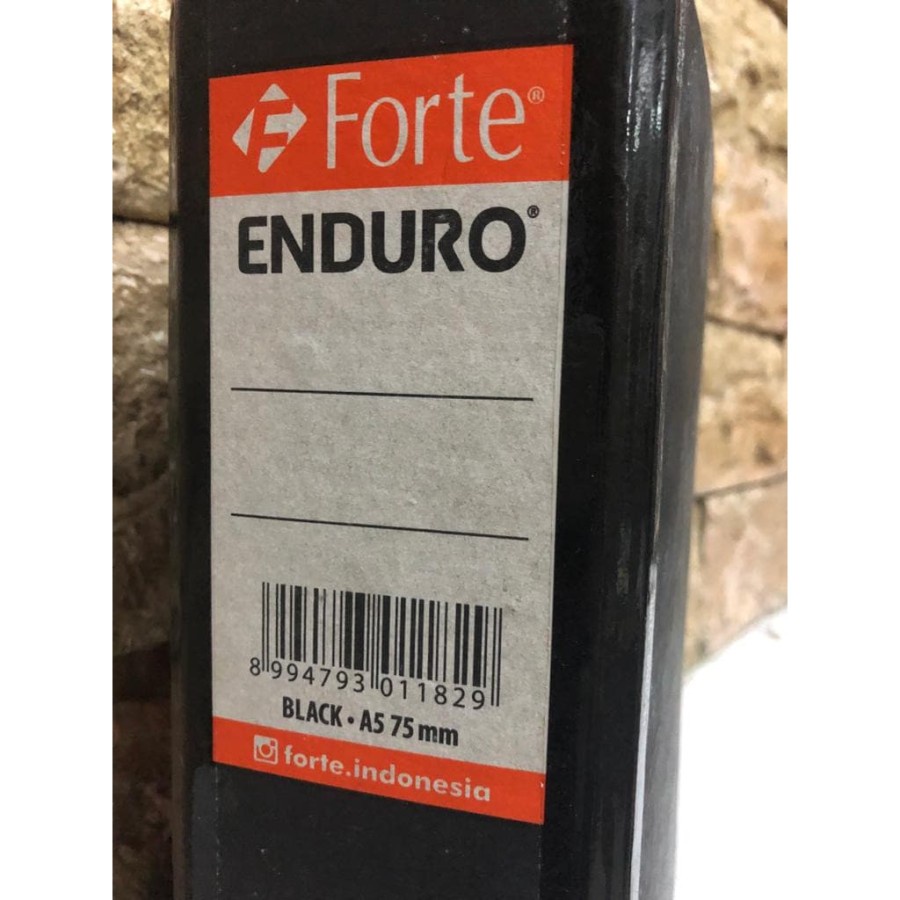 Forte®
ENDURO®
8 994793 011829
BLACK • A5 75 mm
forte.indonesia